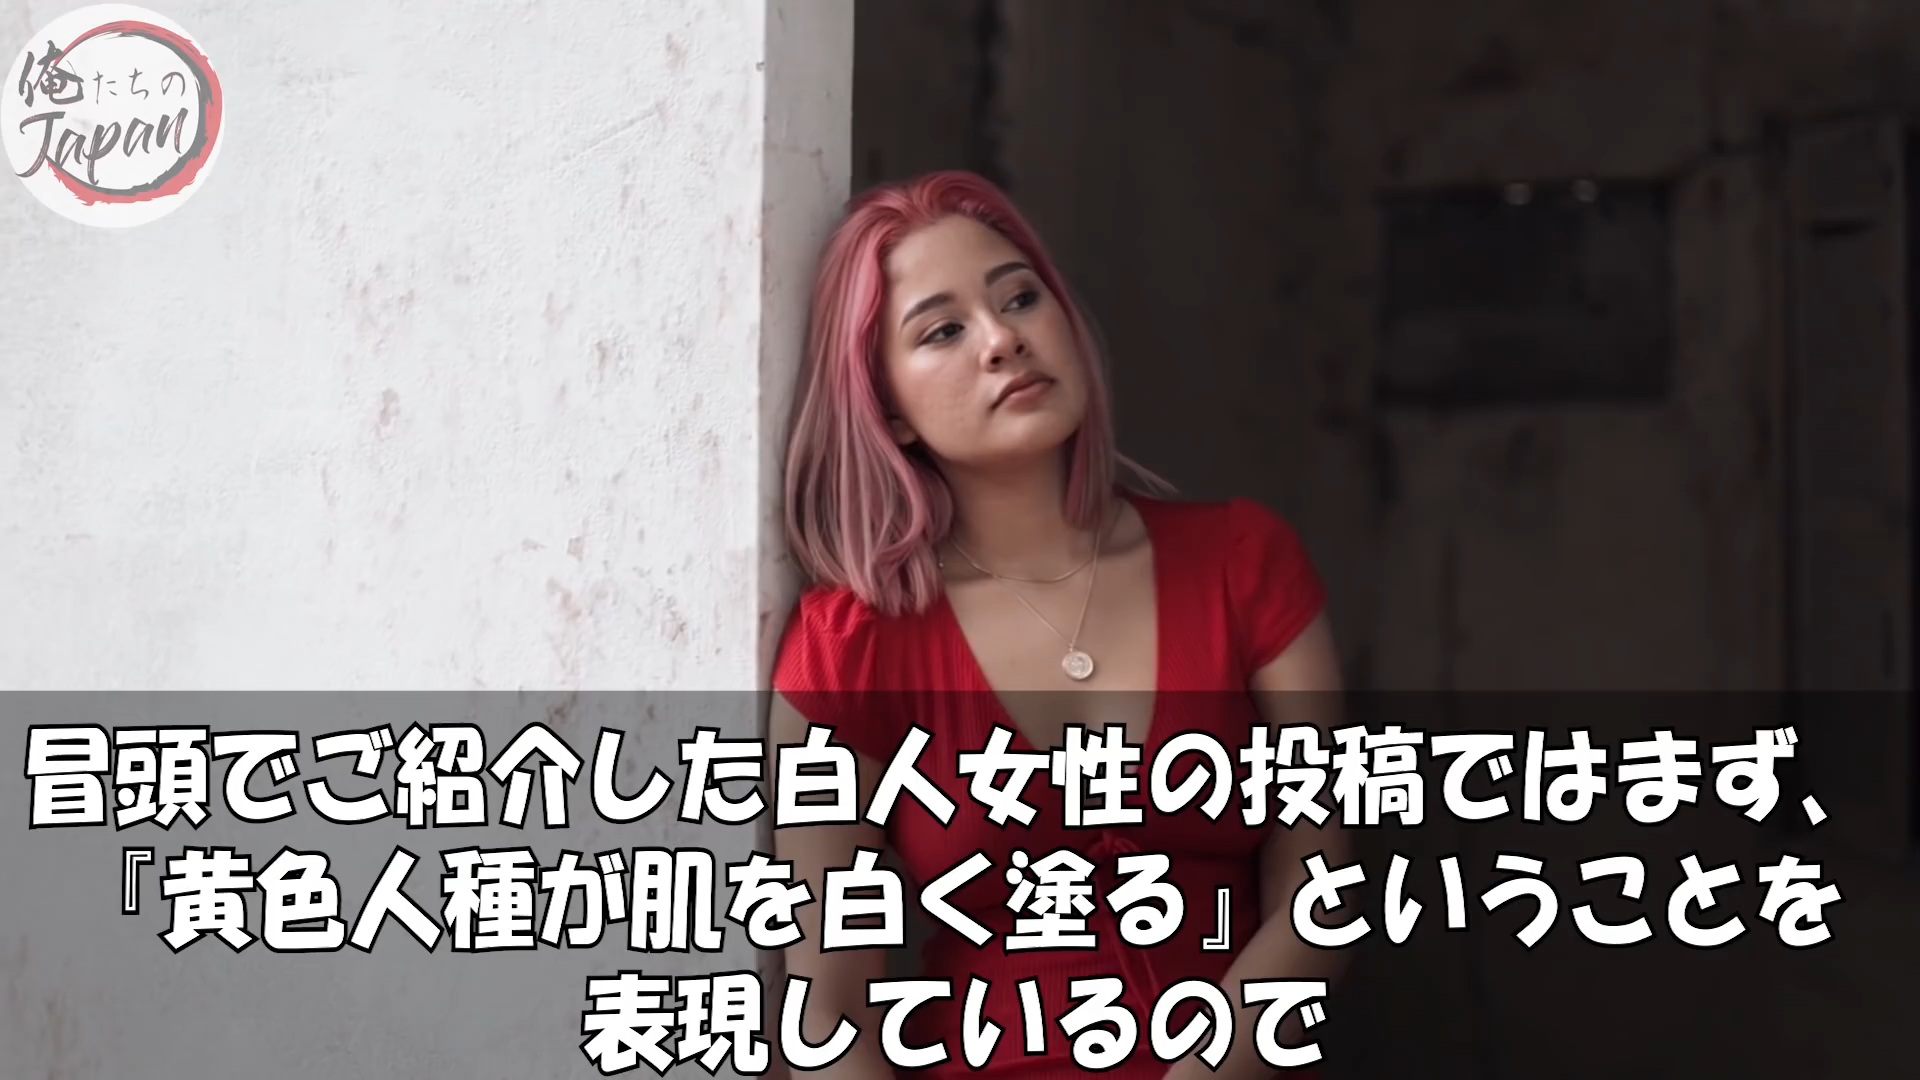 俺たちの
Japan
冒頭でご紹介した白人女性の投稿ではまず、
『黄色人種が肌を白く塗る』ということを
表現しているので